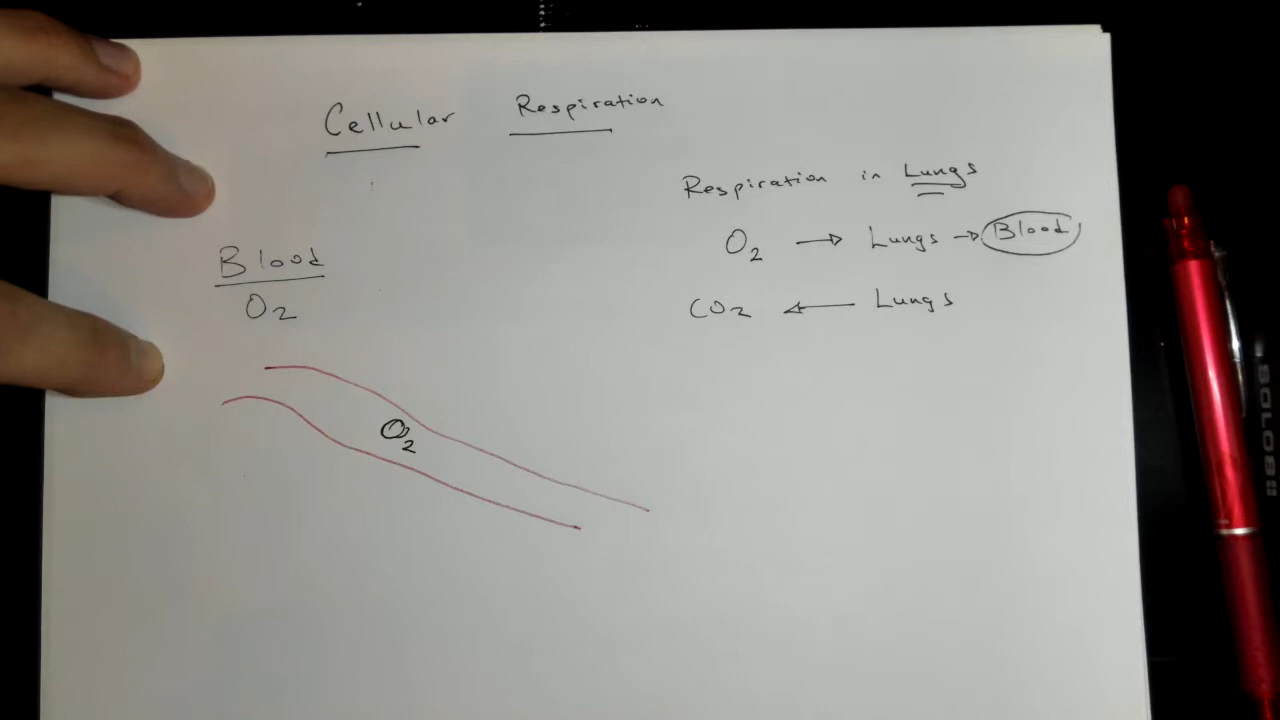 Cellular Respiration
Respiration in Lungs
O2 → Lungs → Blood
CO2 ← Lungs
Blood
O2
O2